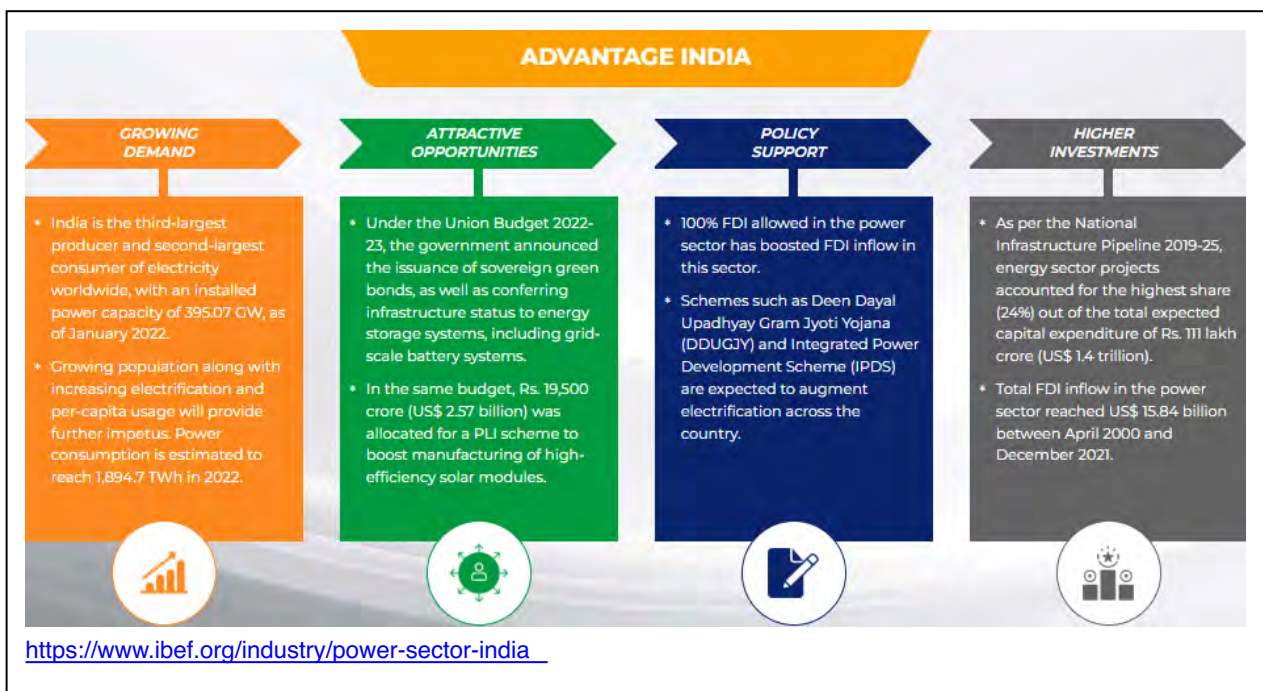 ADVANTAGE INDIA
GROWING
DEMAND
* India is the third-largest
producer and second-largest
consumer of electricity
worldwide, with an installed
power capacity of 395.07 GW, as
of January 2022.
* Growing population along with
increasing electrification and
per-capita usage will provide
further impetus. Power
consumption is estimated to
reach 1,894.7 TWh in 2022.
ATTRACTIVE
OPPORTUNITIES
* Under the Union Budget 2022-
23, the government announced
the issuance of sovereign green
bonds, as well as conferring
infrastructure status to energy
storage systems, including grid-
scale battery systems.
* In the same budget, Rs. 19,500
crore (US$ 2.57 billion) was
allocated for a PLI scheme to
boost manufacturing of high-
efficiency solar modules.
POLICY
SUPPORT
* 100% FDI allowed in the power
sector has boosted FDI inflow in
this sector.
* Schemes such as Deen Dayal
Upadhyay Gram Jyoti Yojana
(DDUGJY) and Integrated Power
Development Scheme (IPDS)
are expected to augment
electrification across the
country.
HIGHER
INVESTMENTS
* As per the National
Infrastructure Pipeline 2019-25,
energy sector projects
accounted for the highest share
(24%) out of the total expected
capital expenditure of Rs. 111 lakh
crore (US$ 1.4 trillion).
* Total FDI inflow in the power
sector reached US$ 15.84 billion
between April 2000 and
December 2021.
https://www.ibef.org/industry/power-sector-india